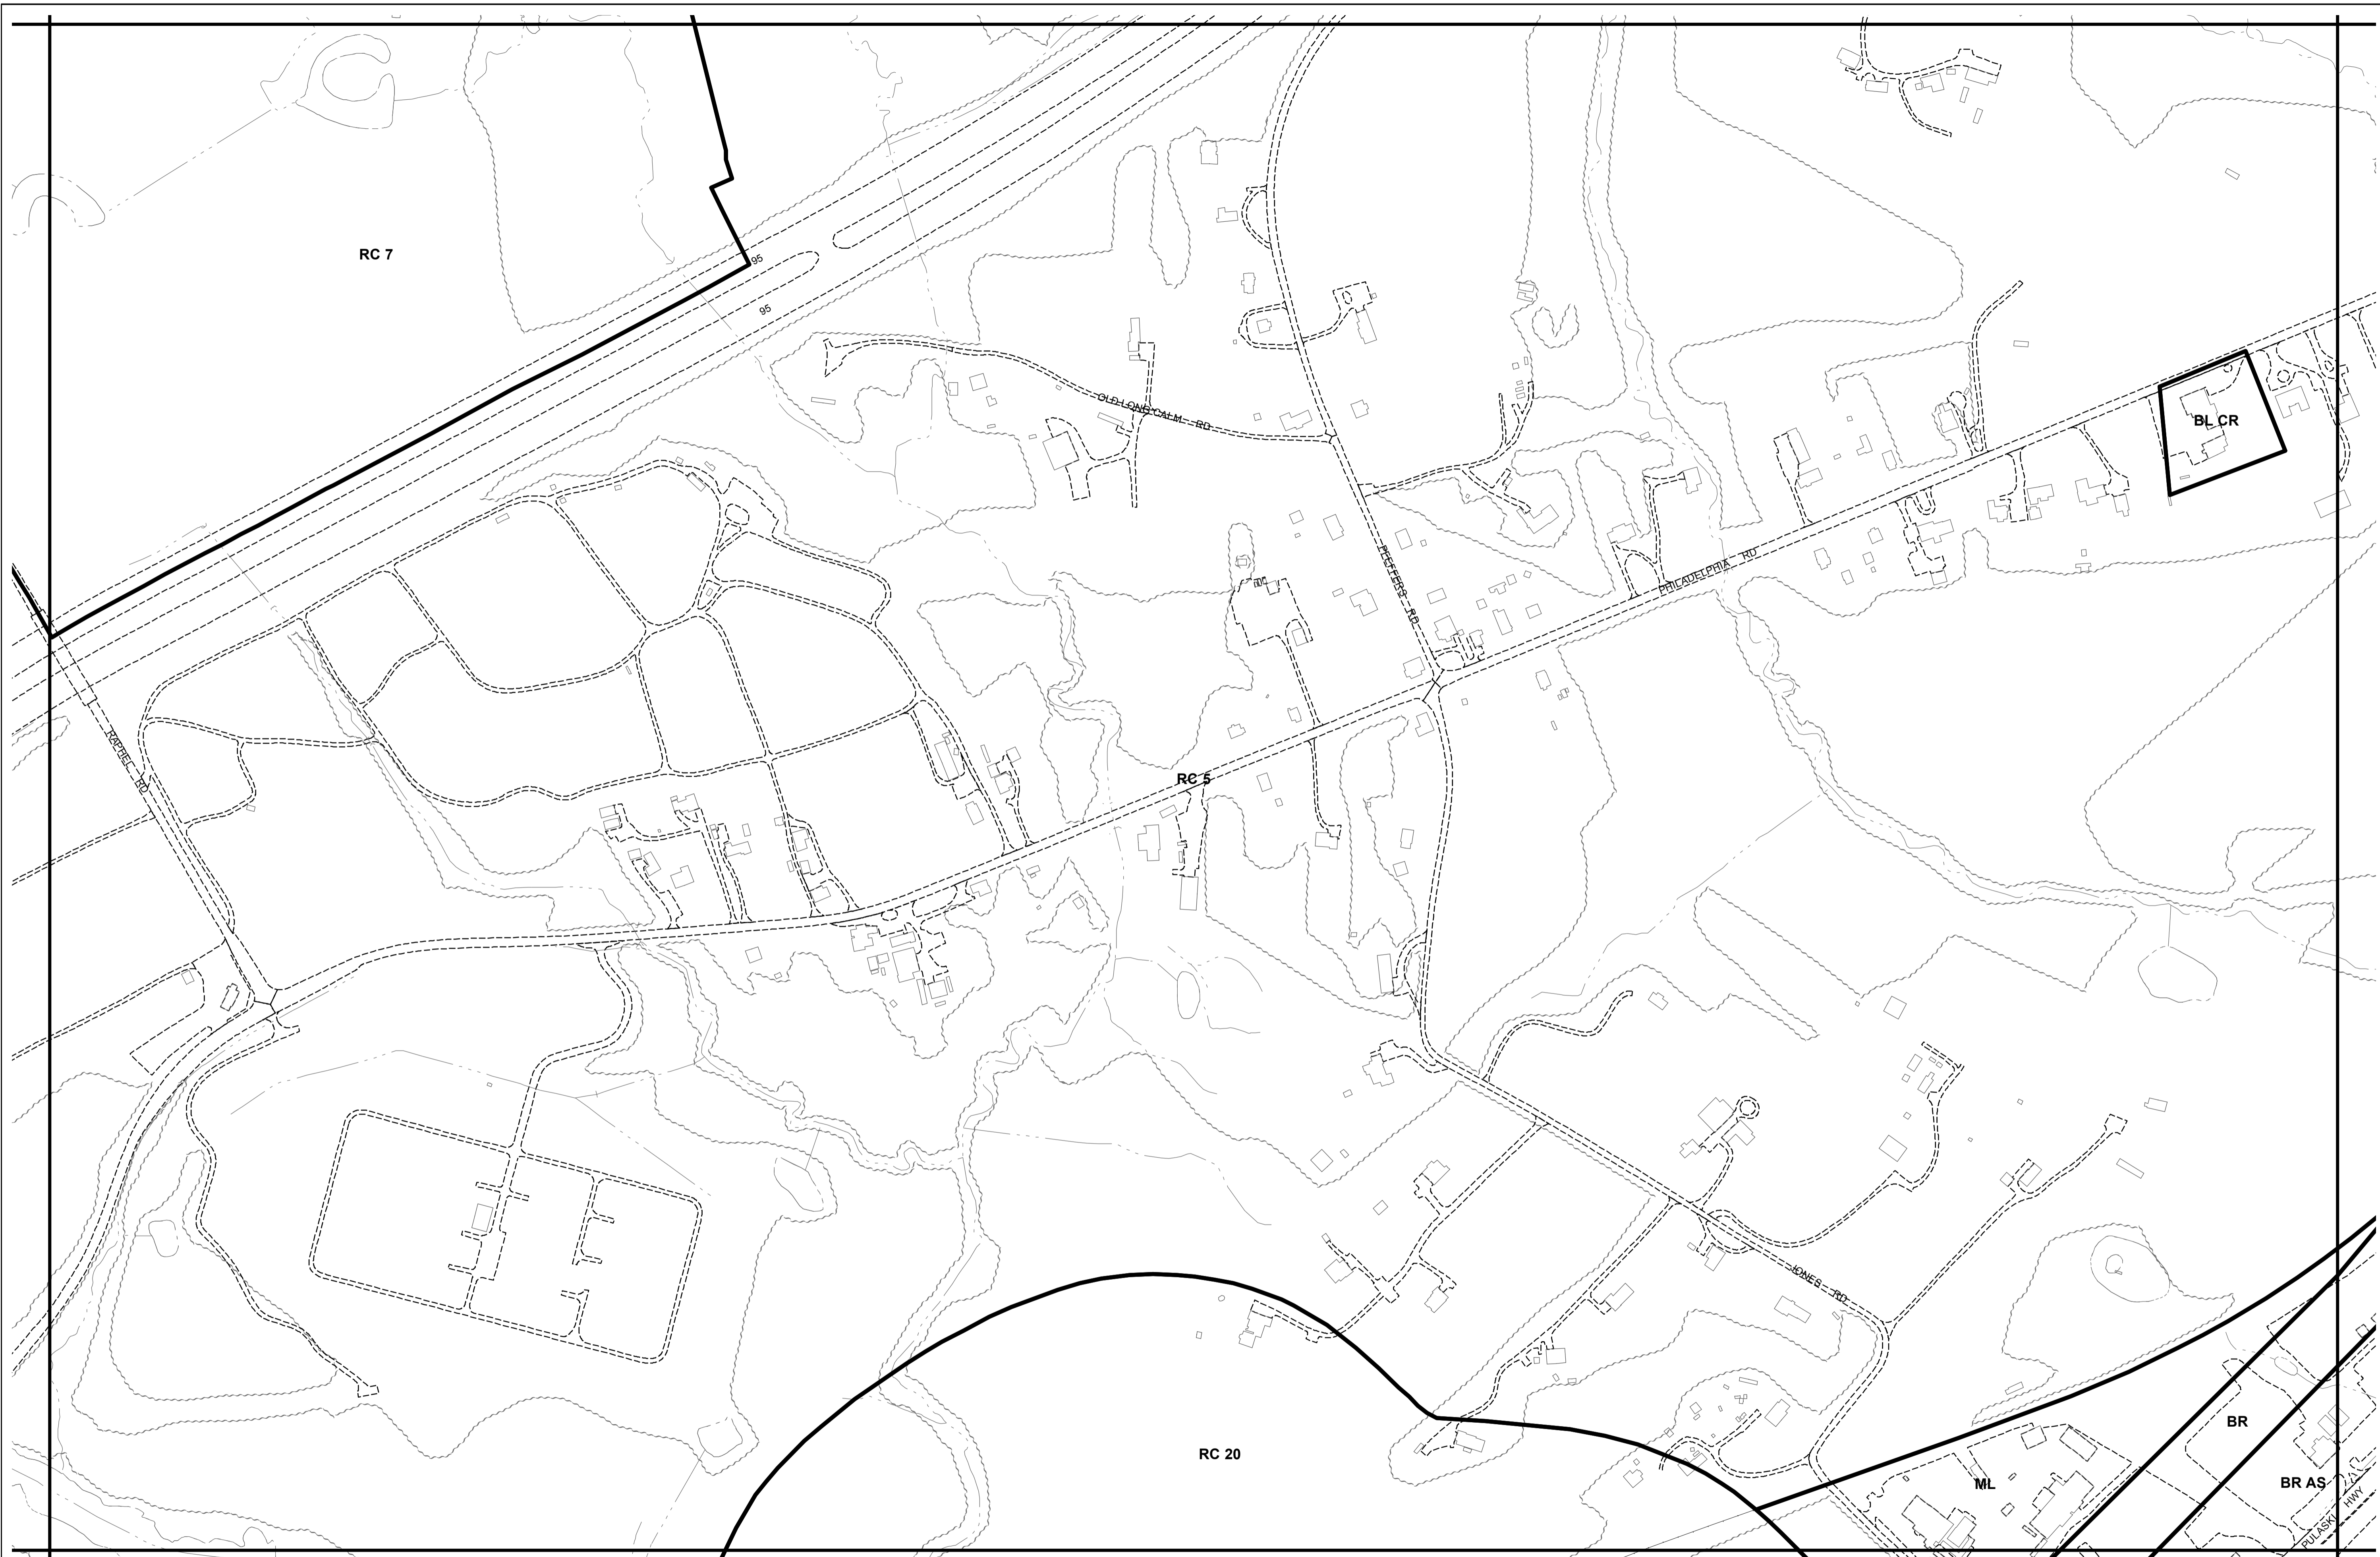 RC 7
95
95
OLD LONG CALM RD
BL CR
PFEFFERS RD
PHILADELPHIA RD
RAPHEL RD
RC 5
JONES RD
BR
RC 20
ML
BR AS
PULASKI HWY